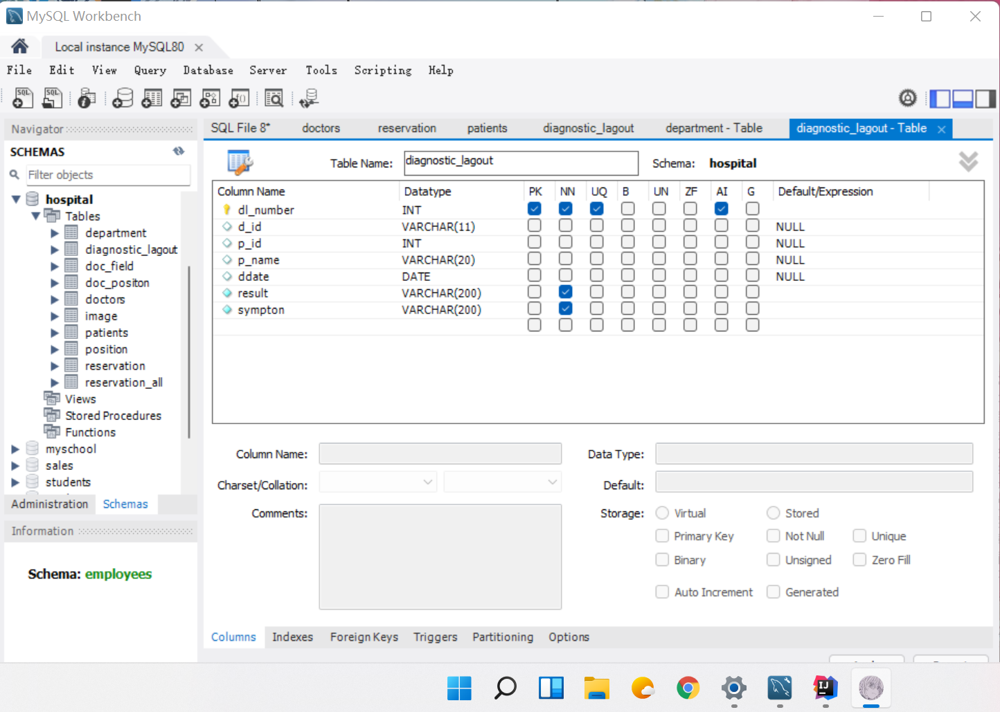 MySQL Workbench
Local instance MySQL80
File Edit View Query Database Server Tools Scripting Help
Navigator
SCHEMAS
Filter objects
hospital
Tables
department
diagnostic_lagout
doc_field
doc_positon
doctors
image
patients
position
reservation
reservation_all
Views
Stored Procedures
Functions
myschool
sales
students
Administration Schemas
Information
Schema: employees
SQL File 8* doctors reservation patients diagnostic_lagout department - Table diagnostic_lagout - Table
Table Name: diagnostic_lagout Schema: hospital
Column Name Datatype PK NN UQ B UN ZF AI G Default/Expression
dl_number INT
d_id VARCHAR(11) NULL
p_id INT NULL
p_name VARCHAR(20) NULL
ddate DATE NULL
result VARCHAR(200)
sympton VARCHAR(200)
Column Name: Data Type:
Charset/Collation: Default:
Comments: Storage: Virtual Stored
Primary Key Not Null Unique
Binary Unsigned Zero Fill
Auto Increment Generated
Columns Indexes Foreign Keys Triggers Partitioning Options